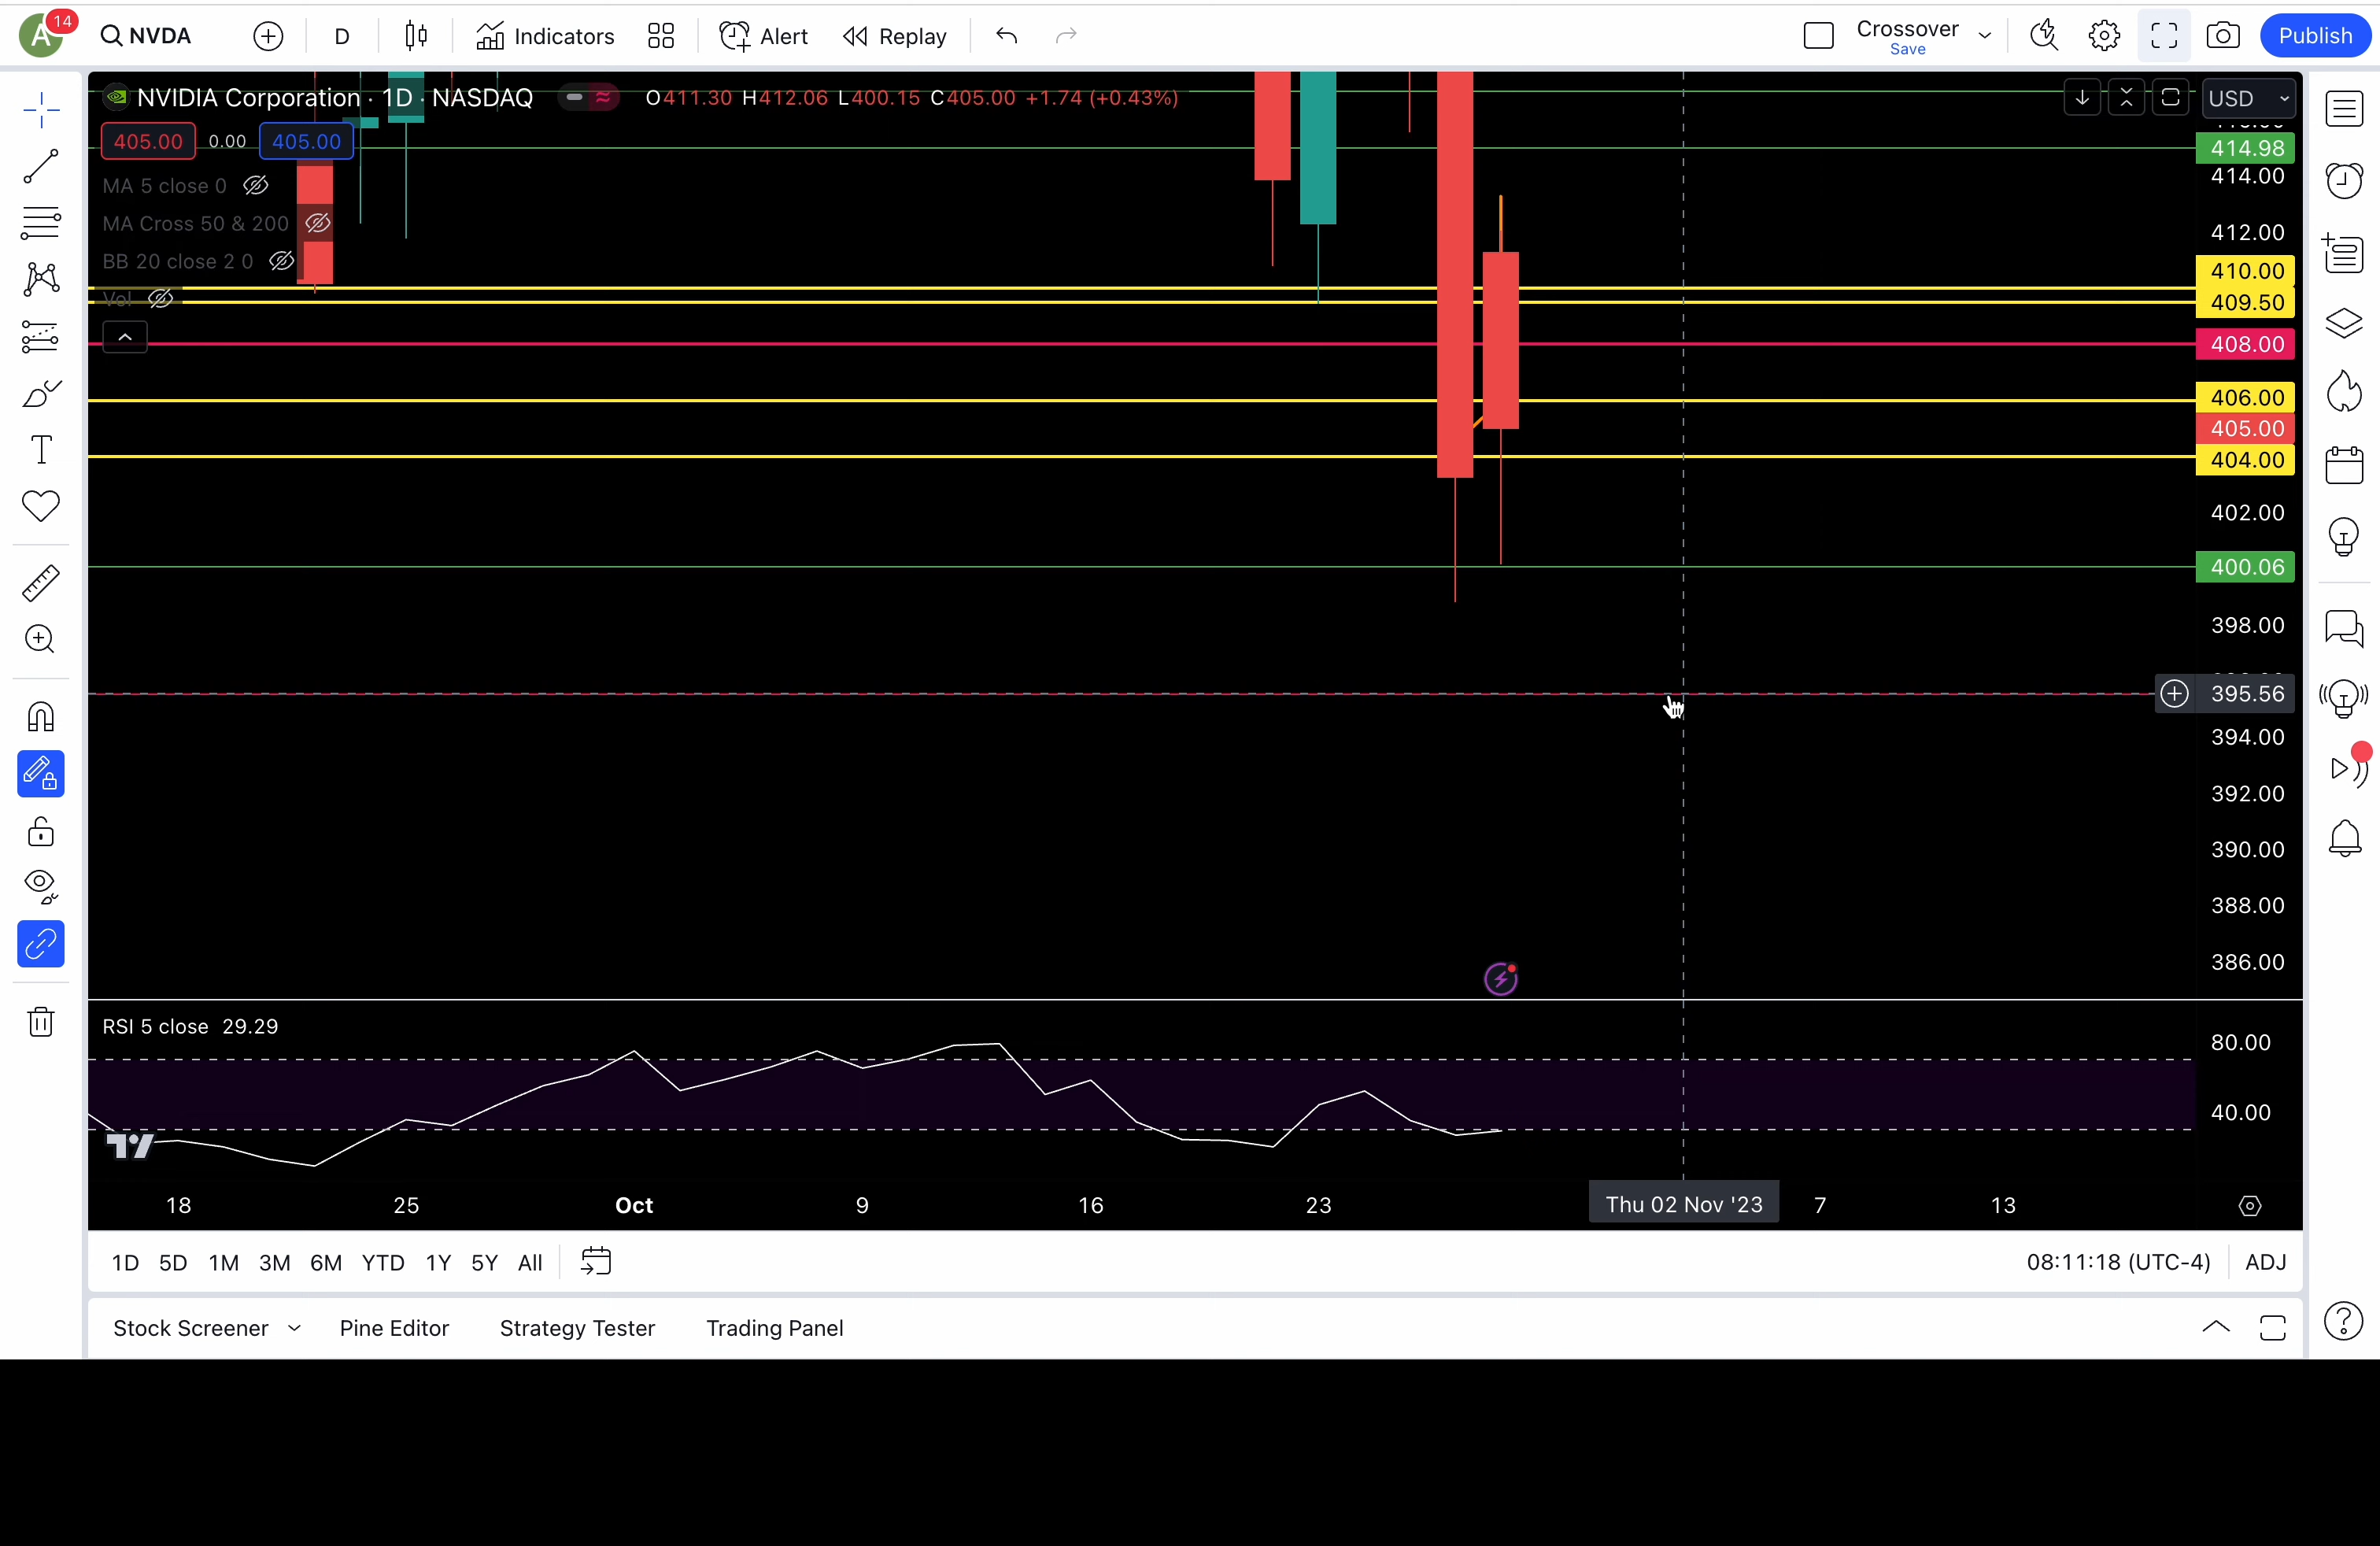 A 14 NVDA D Indicators Alert Replay Crossover Save Publish
NVIDIA Corporation · 1D · NASDAQ O411.30 H412.06 L400.15 C405.00 +1.74 (+0.43%) USD
405.00 0.00 405.00
MA 5 close 0
MA Cross 50 & 200
BB 20 close 2 0
Vol
414.98
414.00
412.00
410.00
409.50
408.00
406.00
405.00
404.00
402.00
400.06
398.00
395.56
394.00
392.00
390.00
388.00
386.00
RSI 5 close 29.29
80.00
40.00
18 25 Oct 9 16 23 Thu 02 Nov '23 7 13
1D 5D 1M 3M 6M YTD 1Y 5Y All 08:11:18 (UTC-4) ADJ
Stock Screener Pine Editor Strategy Tester Trading Panel